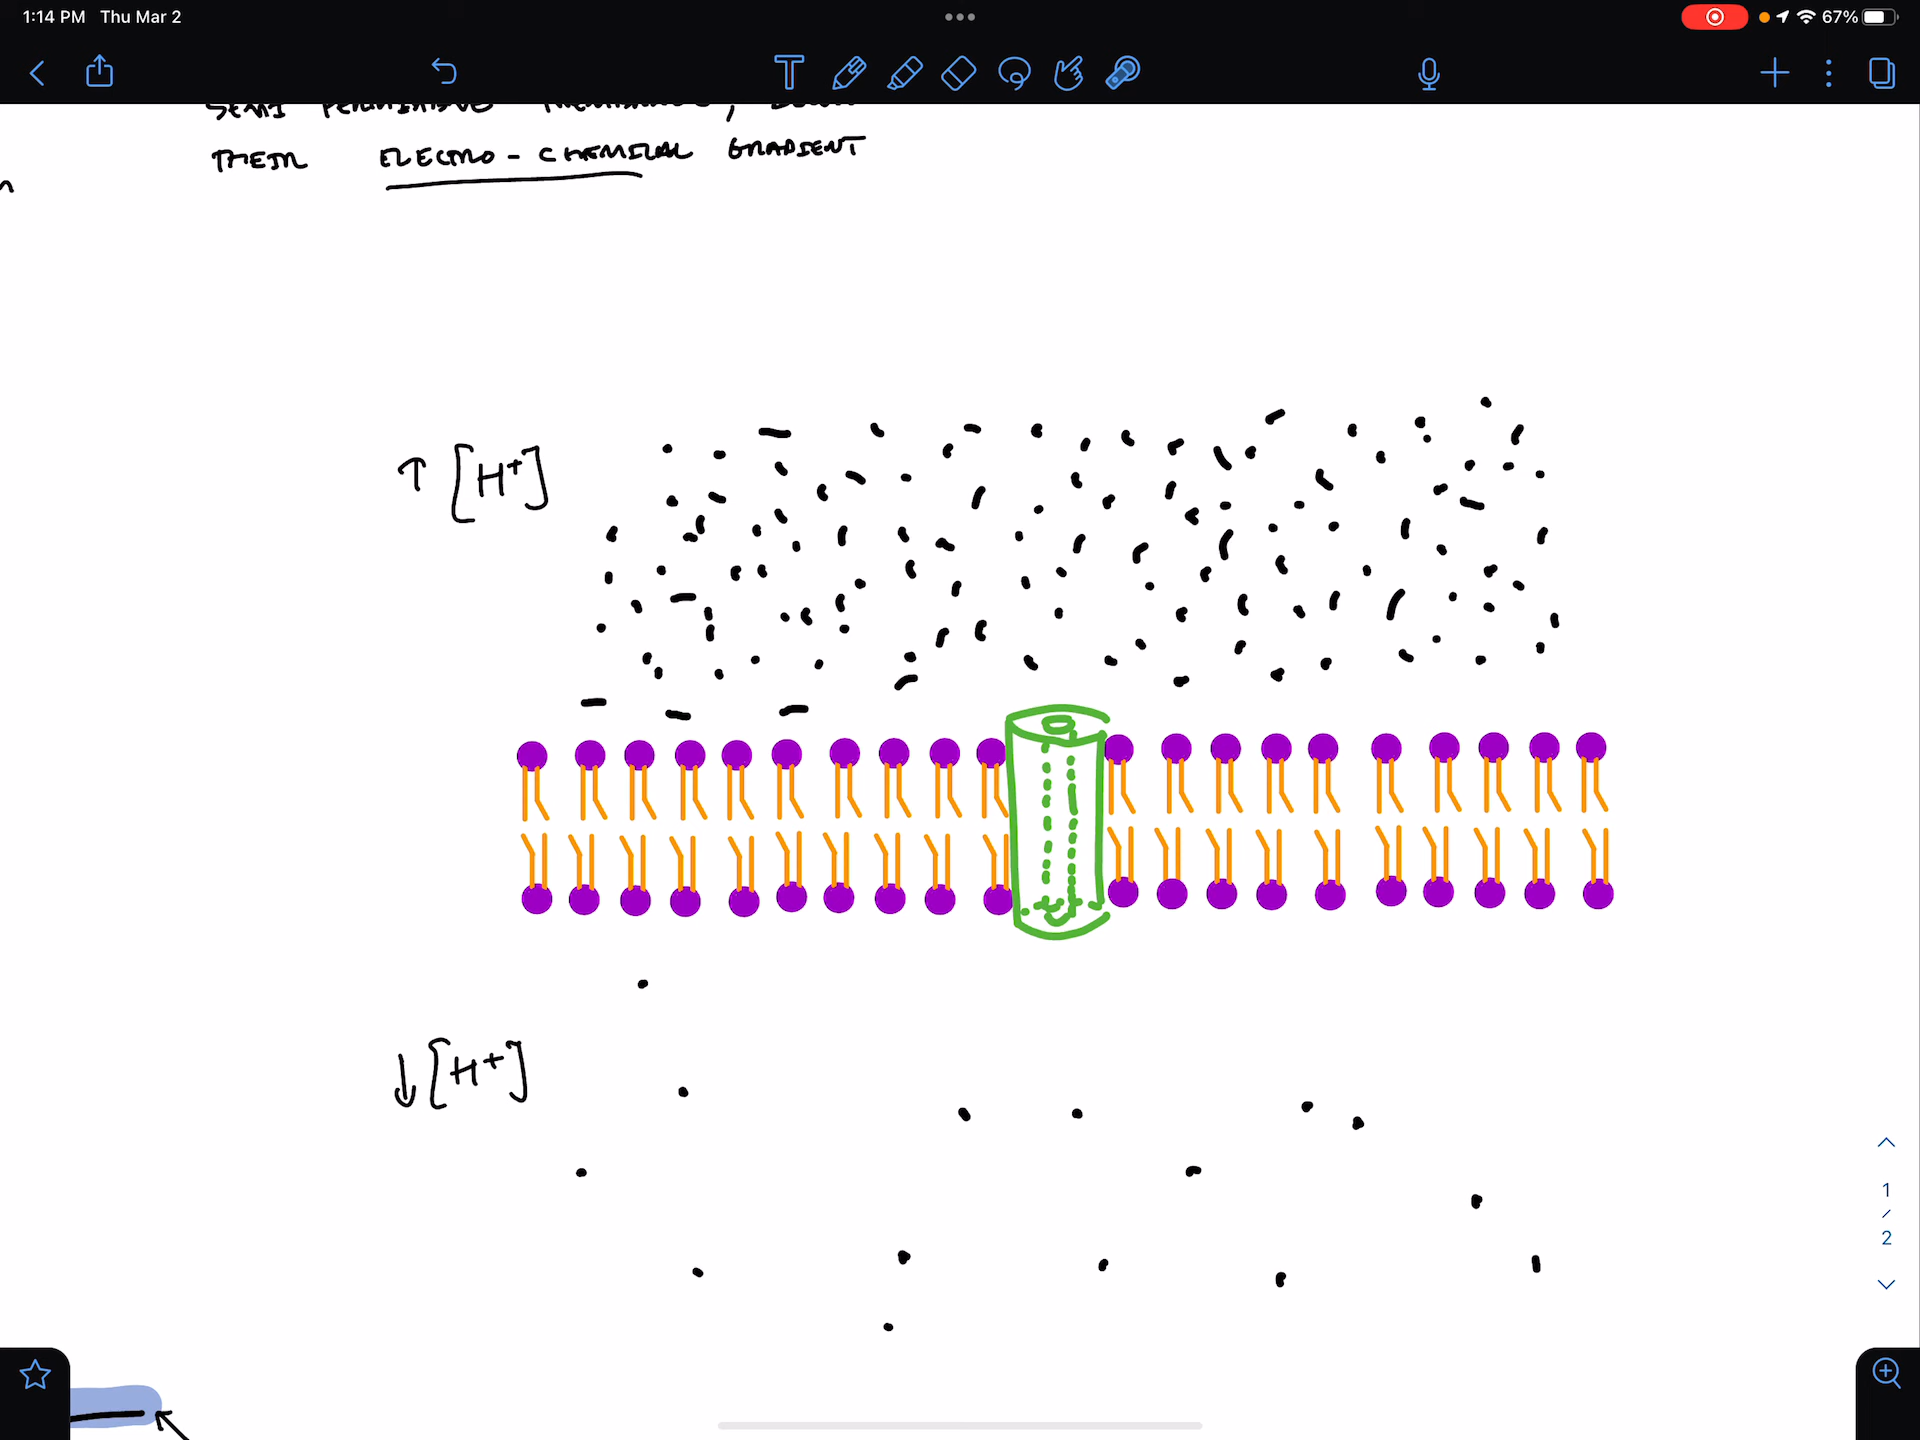 1:14 PM Thu Mar 2
67%
THEIR ELECTRO - CHEMICAL GRADIENT
↑ [H+]
↓ [H+]
1
/
2